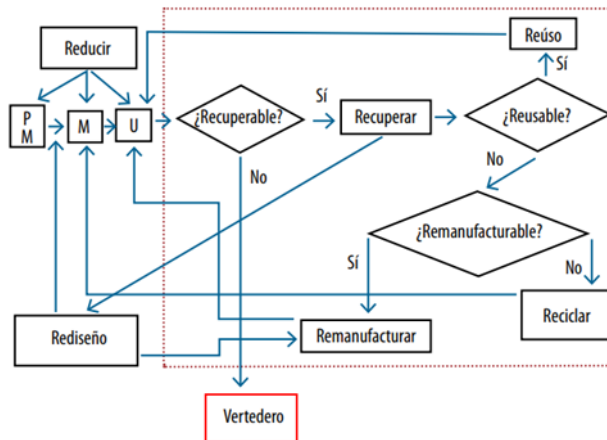 Reducir
Reúso
Sí
P
M
M
U
¿Recuperable?
Sí
Recuperar
¿Reusable?
No
No
¿Remanufacturable?
Sí
No
Rediseño
Remanufacturar
Reciclar
Vertedero